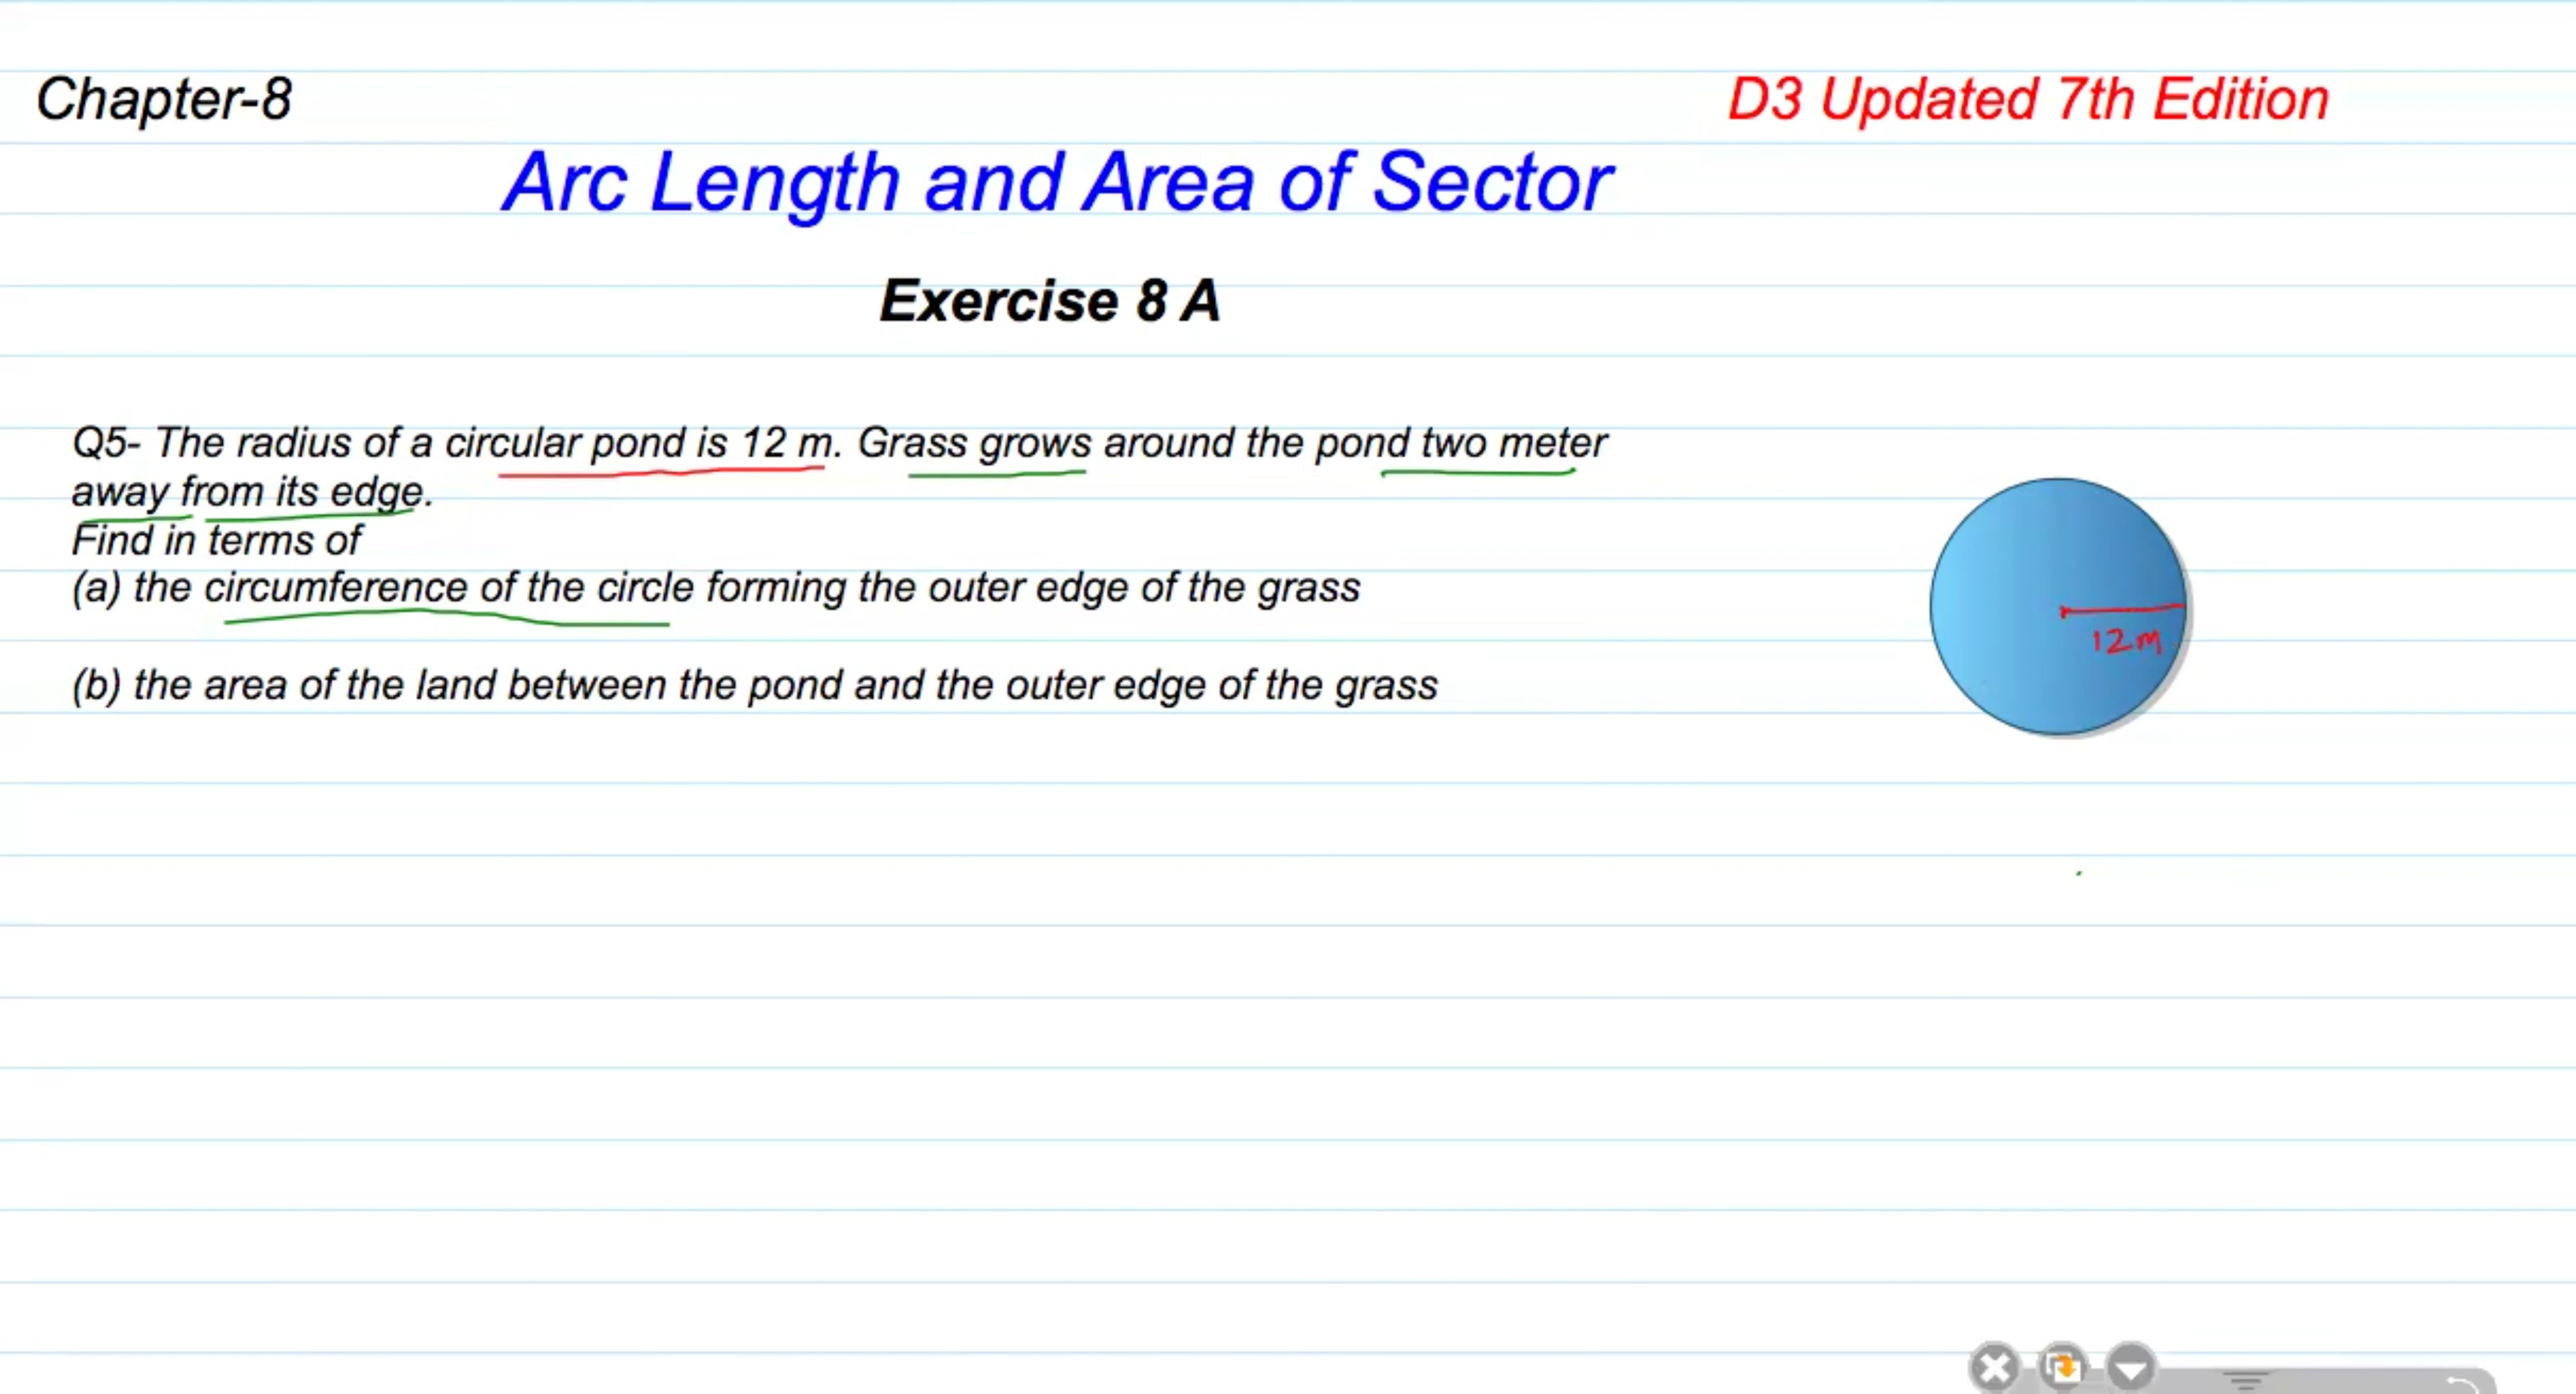 Chapter-8
D3 Updated 7th Edition
Arc Length and Area of Sector
Exercise 8 A
Q5- The radius of a circular pond is 12 m. Grass grows around the pond two meter
away from its edge.
Find in terms of
(a) the circumference of the circle forming the outer edge of the grass
(b) the area of the land between the pond and the outer edge of the grass
12m